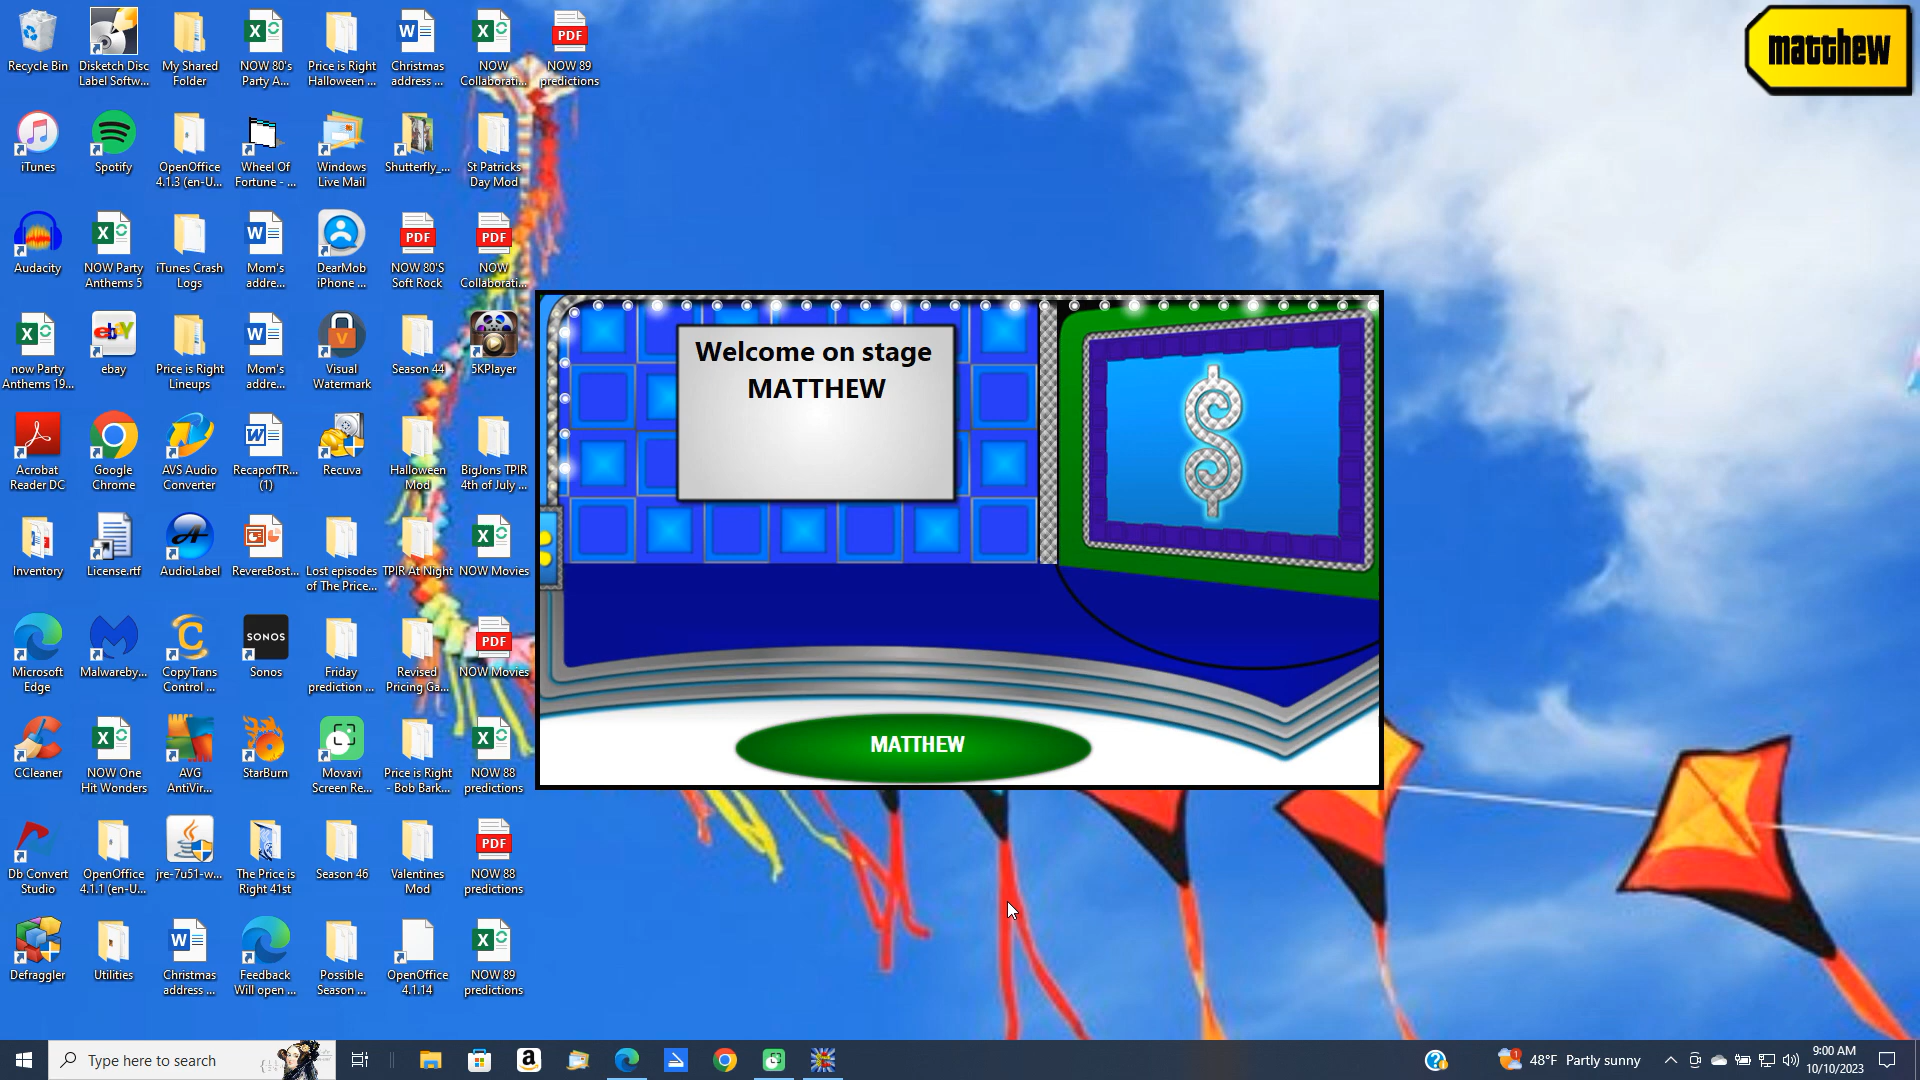 Recycle Bin
Disketch Disc
Label Softw...
My Shared
Folder
NOW 80's
Party A...
Price is Right
Halloween ...
Christmas
address ...
NOW
Collaborati...
PDF
NOW 89
predictions
matthew
iTunes
Spotify
OpenOffice
4.1.3 (en-U...
Wheel Of
Fortune - ...
Windows
Live Mail
Shutterfly_...
St Patricks
Day Mod
Audacity
NOW Party
Anthems 5
iTunes Crash
Logs
Mom's
addre...
DearMob
iPhone ...
PDF
NOW 80'S
Soft Rock
PDF
NOW
Collaborati...
now Party
Anthems 19...
ebay
ebay
Price is Right
Lineups
Mom's
addre...
Visual
Watermark
Season 44
5KPlayer
Welcome on stage
MATTHEW
Acrobat
Reader DC
Google
Chrome
AVS Audio
Converter
RecapofTR...
(1)
Recuva
Halloween
Mod
BigJons TPIR
4th of July ...
Inventory
License.rtf
AudioLabel
RevereBost...
Lost episodes
of The Price...
TPIR At Night
NOW Movies
Microsoft
Edge
Malwareby...
CopyTrans
Control ...
SONOS
Sonos
Friday
prediction ...
Revised
Pricing Ga...
PDF
NOW Movies
MATTHEW
CCleaner
NOW One
Hit Wonders
AVG
AntiVir...
StarBurn
Movavi
Screen Re...
Price is Right
- Bob Bark...
NOW 88
predictions
Db Convert
Studio
OpenOffice
4.1.1 (en-U...
jre-7u51-w...
The Price is
Right 41st
Season 46
Valentines
Mod
PDF
NOW 88
predictions
Defraggler
Utilities
Christmas
address ...
Feedback
Will open ...
Possible
Season ...
OpenOffice
4.1.14
NOW 89
predictions
Type here to search
48°F Partly sunny
9:00 AM
10/10/2023